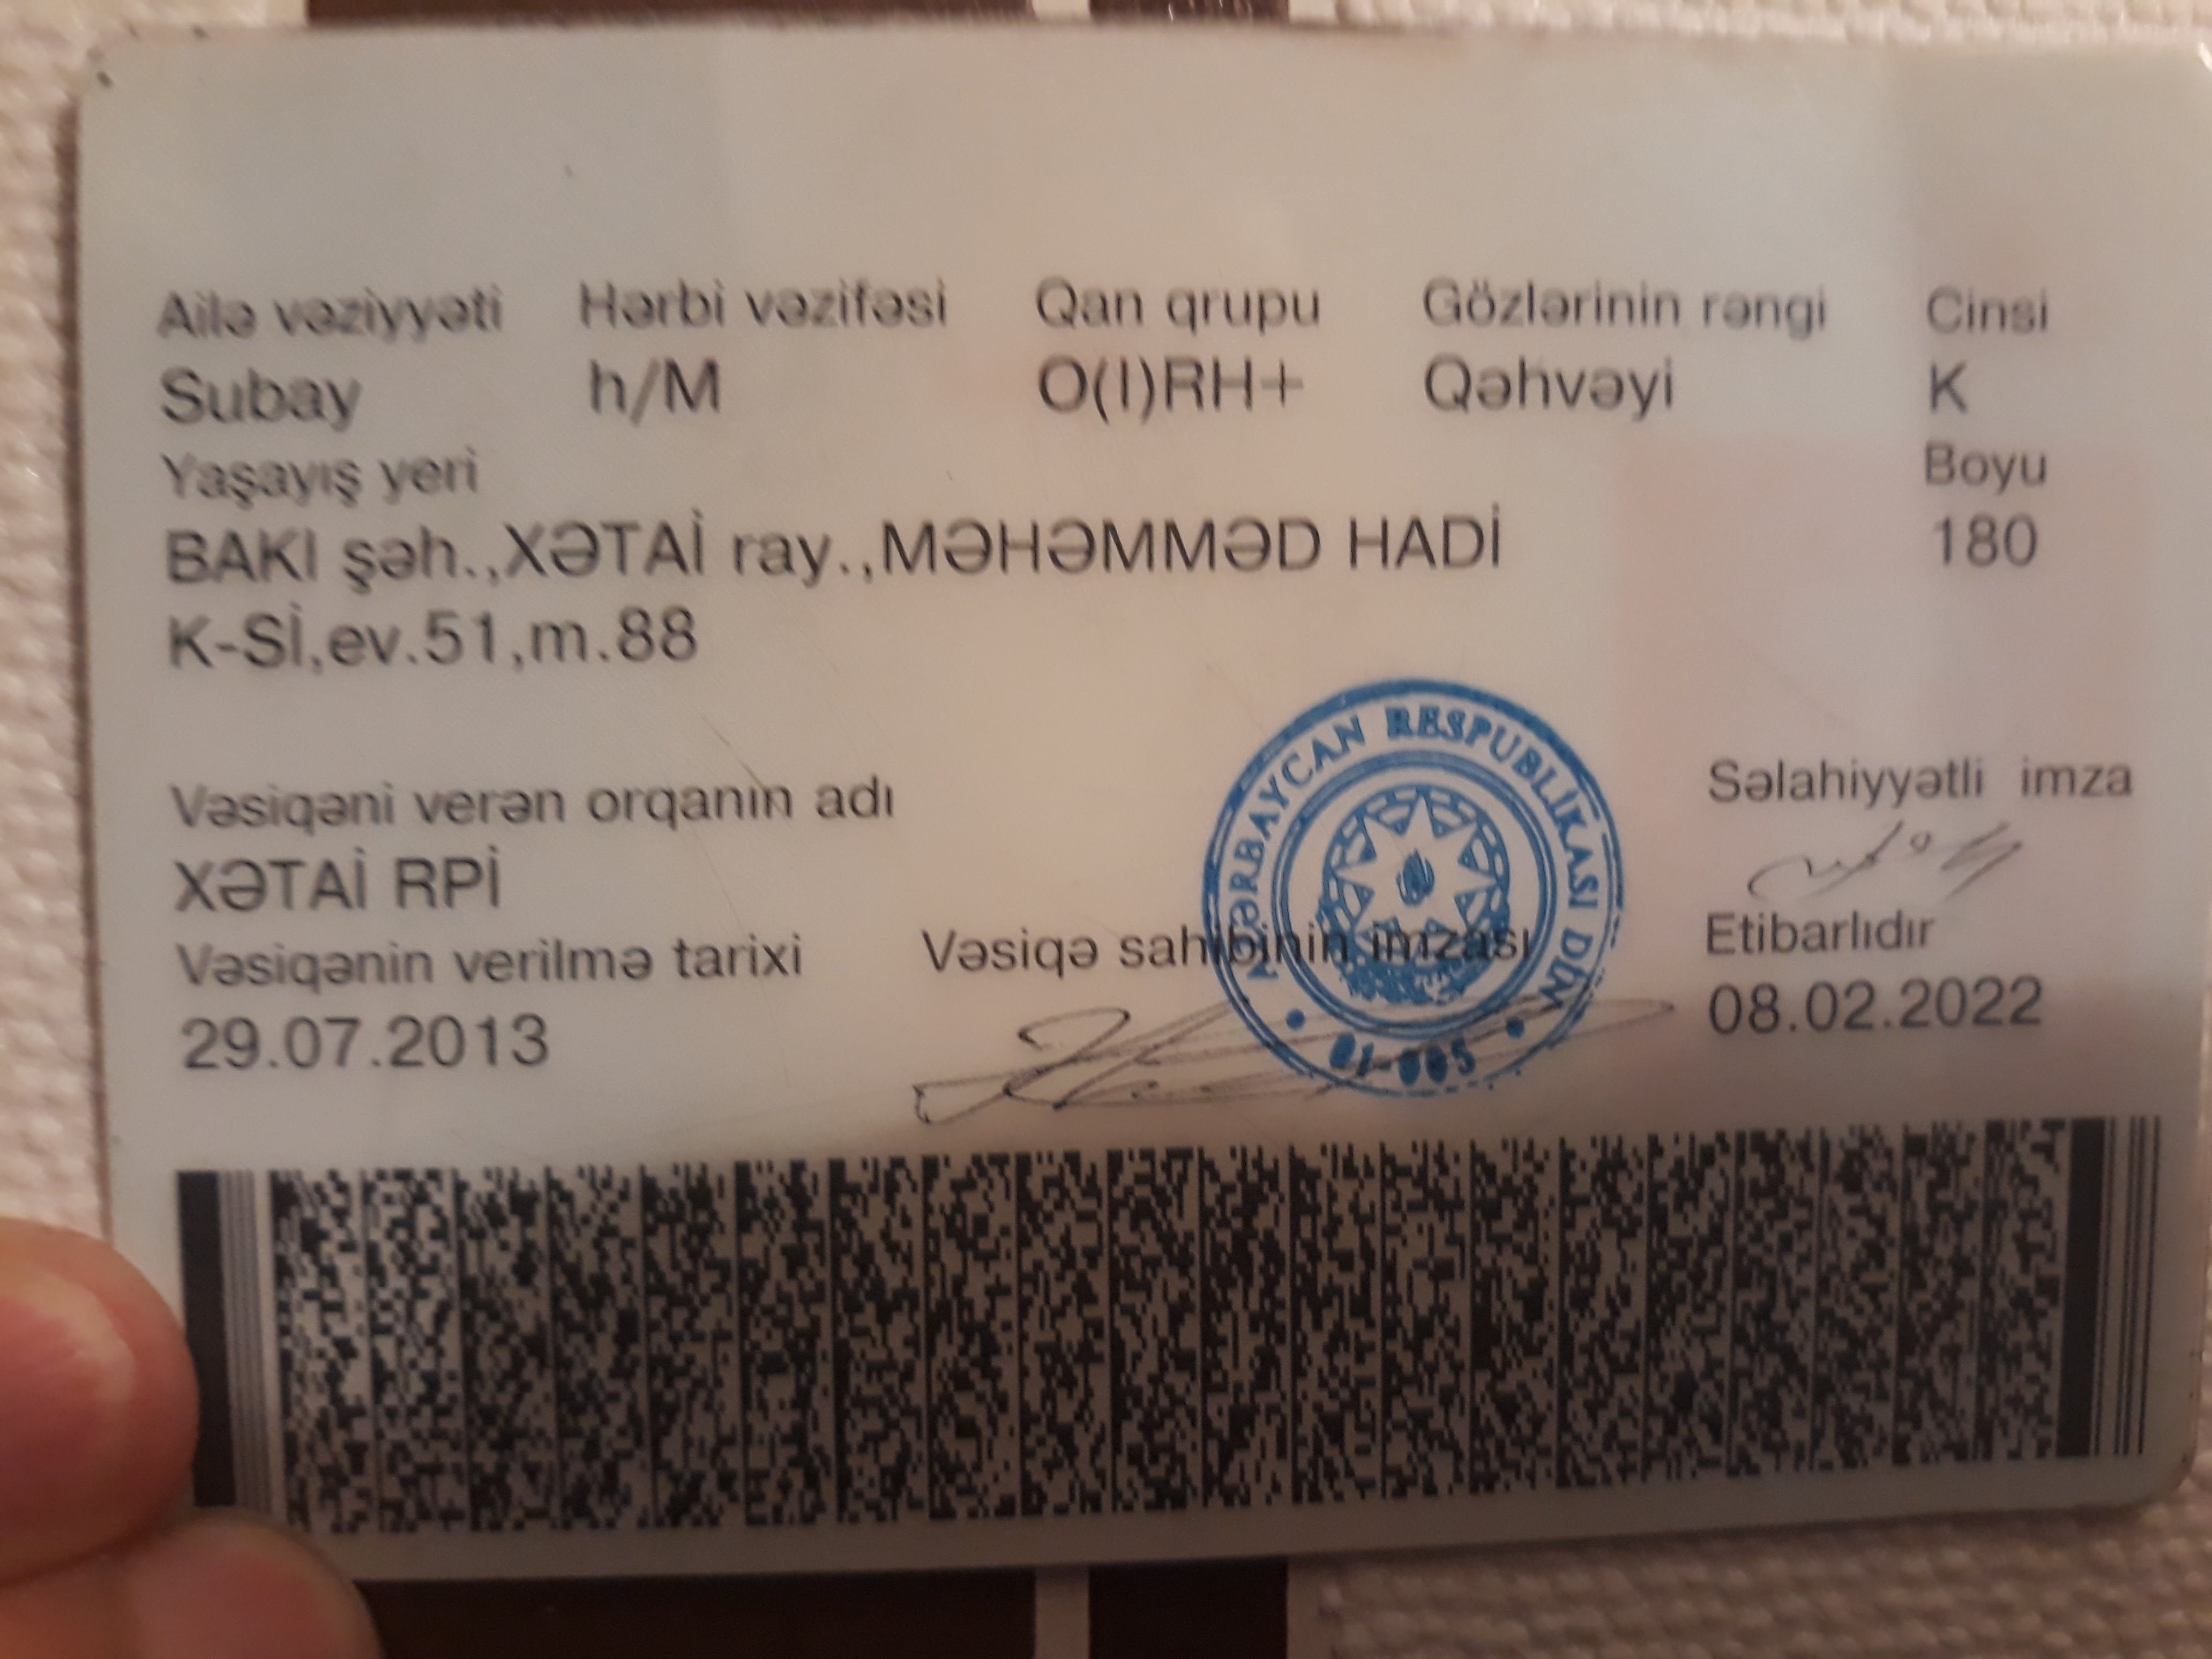 Ailə vəziyyəti Hərbi vəzifəsi Qan qrupu Gözlərinin rəngi Cinsi
Subay h/M O(I)RH+ Qəhvəyi K
Yaşayış yeri Boyu
BAKI şəh.,XƏTAİ ray.,MƏHƏMMƏD HADİ 180
K-Sİ,ev.51,m.88
Vəsiqəni verən orqanın adı Səlahiyyətli imza
XƏTAİ RPİ
Vəsiqənin verilmə tarixi Vəsiqə sahibinin imzası Etibarlıdır
29.07.2013 08.02.2022
AZƏRBAYCAN RESPUBLİKASI DİN
01-005